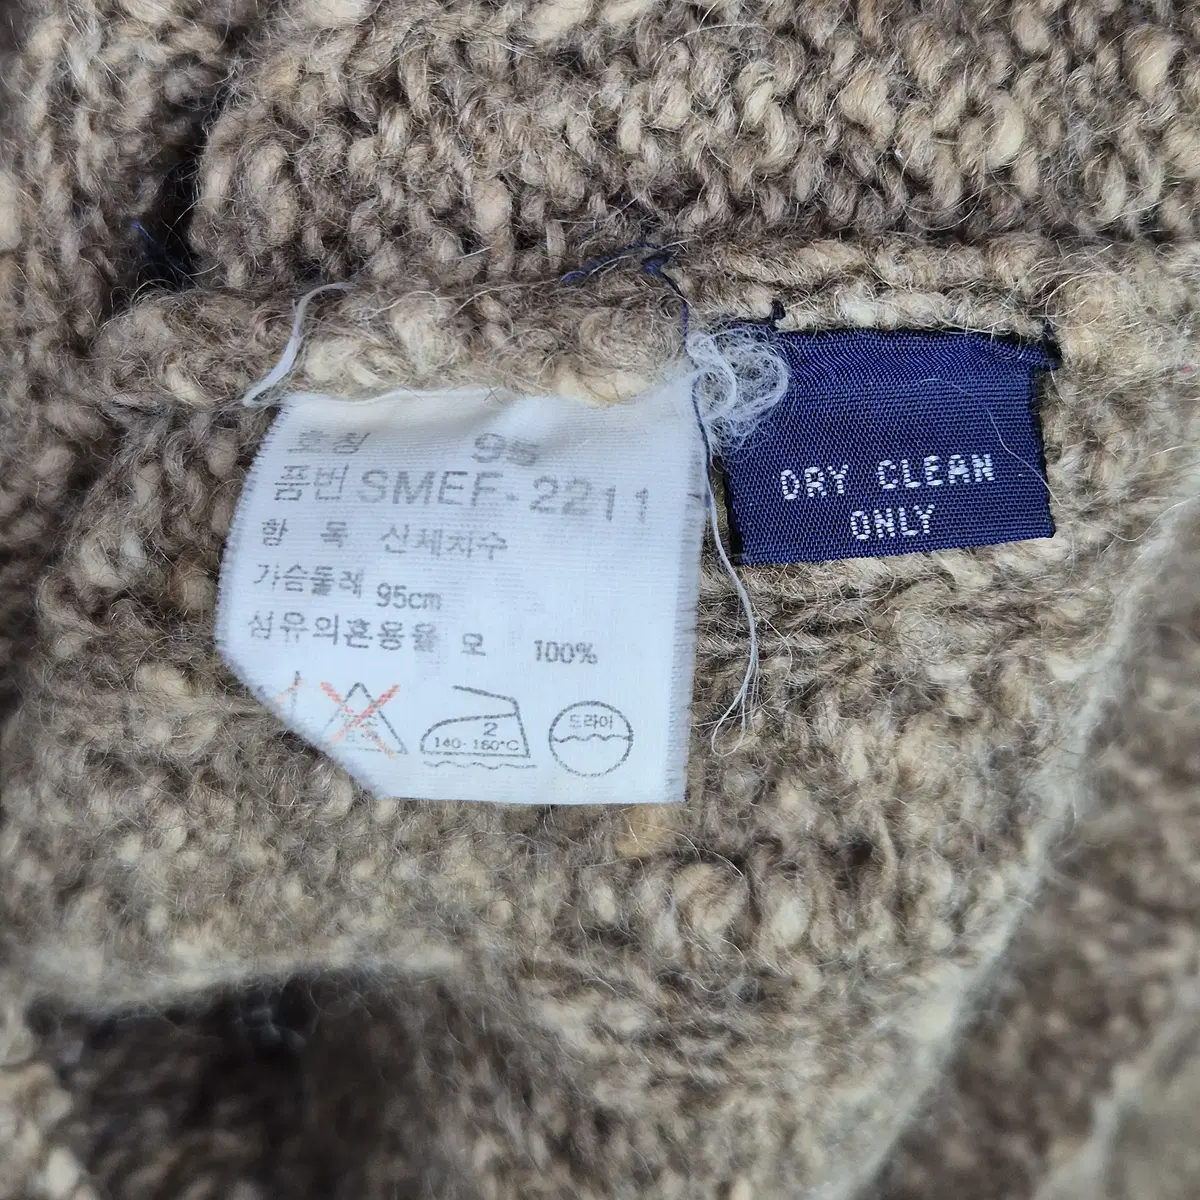 호칭 95
품번 SMEF-2211
항 목 신체치수
가슴둘레 95cm
섬유의혼용율 모 100%
2
140-160°C
드라이
DRY CLEAN
ONLY